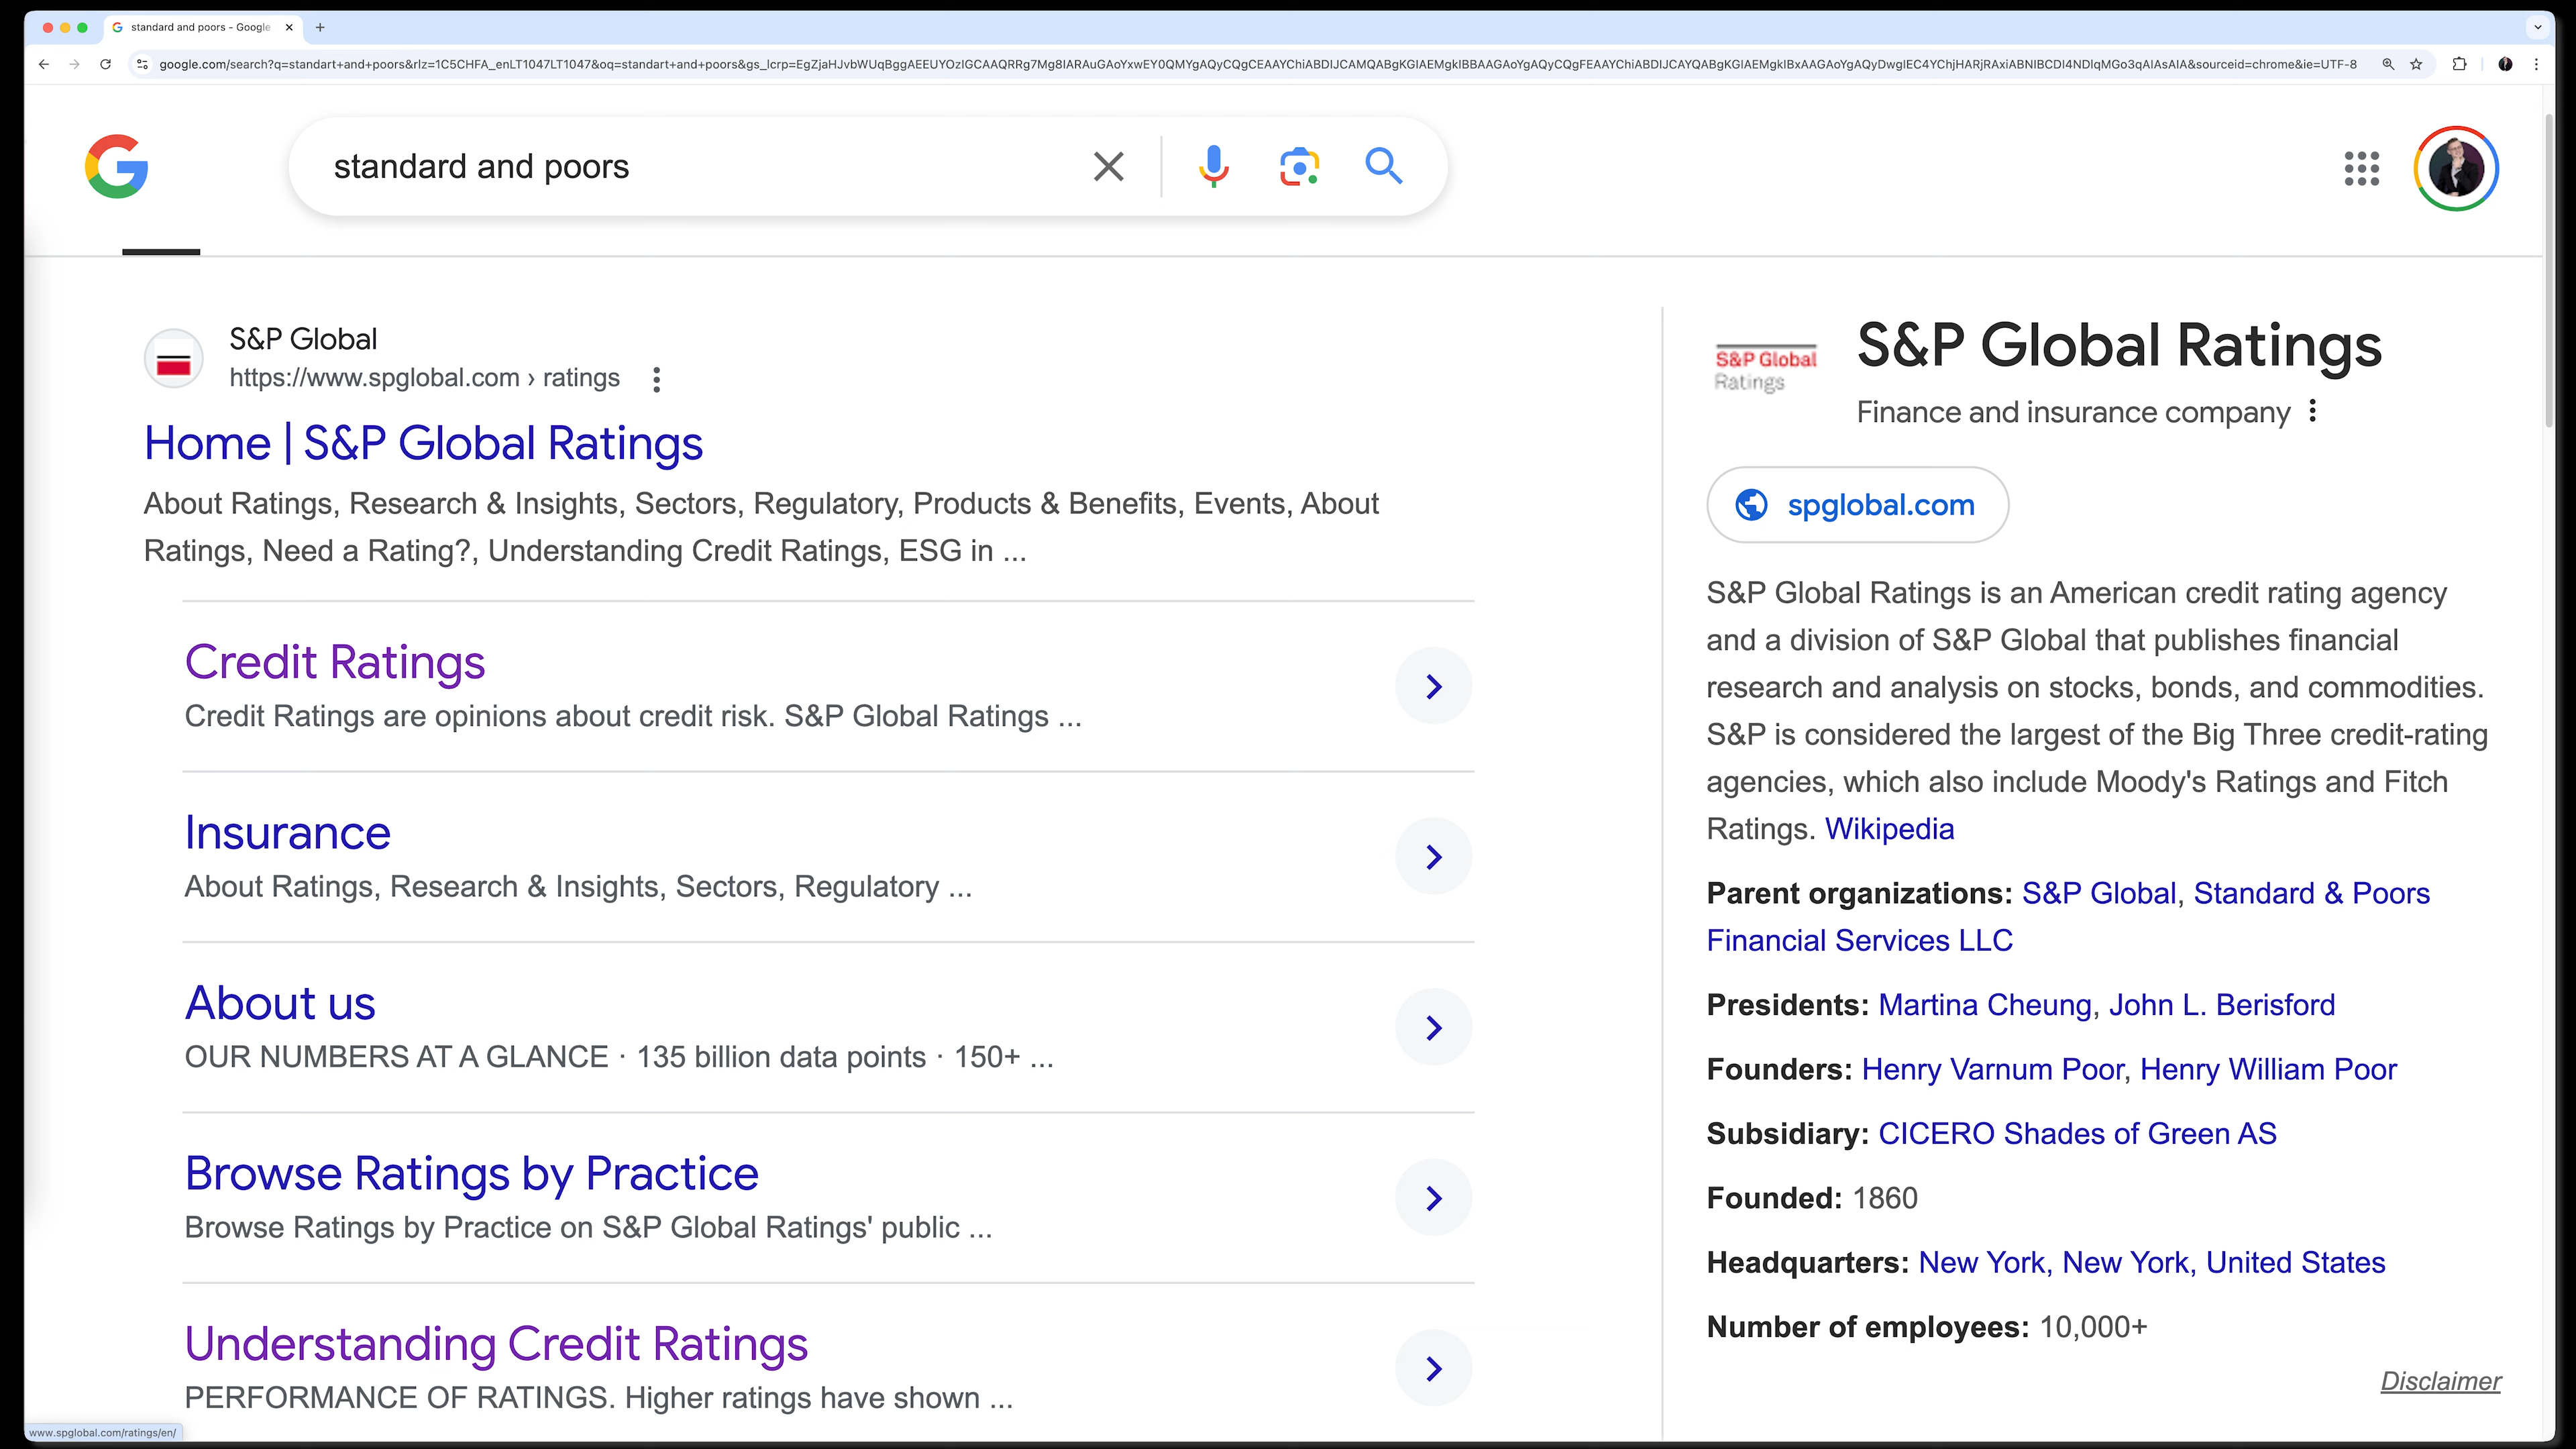 standard and poors - Google
google.com/search?q=standart+and+poors&rlz=1C5CHFA_enLT1047LT1047&oq=standart+and+poors&gs_lcrp=
standard and poors
S&P Global
https://www.spglobal.com › ratings
Home | S&P Global Ratings
About Ratings, Research & Insights, Sectors, Regulatory, Products & Benefits, Events, About
Ratings, Need a Rating?, Understanding Credit Ratings, ESG in ...
Credit Ratings
Credit Ratings are opinions about credit risk. S&P Global Ratings ...
Insurance
About Ratings, Research & Insights, Sectors, Regulatory ...
About us
OUR NUMBERS AT A GLANCE · 135 billion data points · 150+ ...
Browse Ratings by Practice
Browse Ratings by Practice on S&P Global Ratings' public ...
Understanding Credit Ratings
PERFORMANCE OF RATINGS. Higher ratings have shown ...
S&P Global
Ratings
S&P Global Ratings
Finance and insurance company
spglobal.com
S&P Global Ratings is an American credit rating agency
and a division of S&P Global that publishes financial
research and analysis on stocks, bonds, and commodities.
S&P is considered the largest of the Big Three credit-rating
agencies, which also include Moody's Ratings and Fitch
Ratings. Wikipedia
Parent organizations: S&P Global, Standard & Poors
Financial Services LLC
Presidents: Martina Cheung, John L. Berisford
Founders: Henry Varnum Poor, Henry William Poor
Subsidiary: CICERO Shades of Green AS
Founded: 1860
Headquarters: New York, New York, United States
Number of employees: 10,000+
Disclaimer
www.spglobal.com/ratings/en/